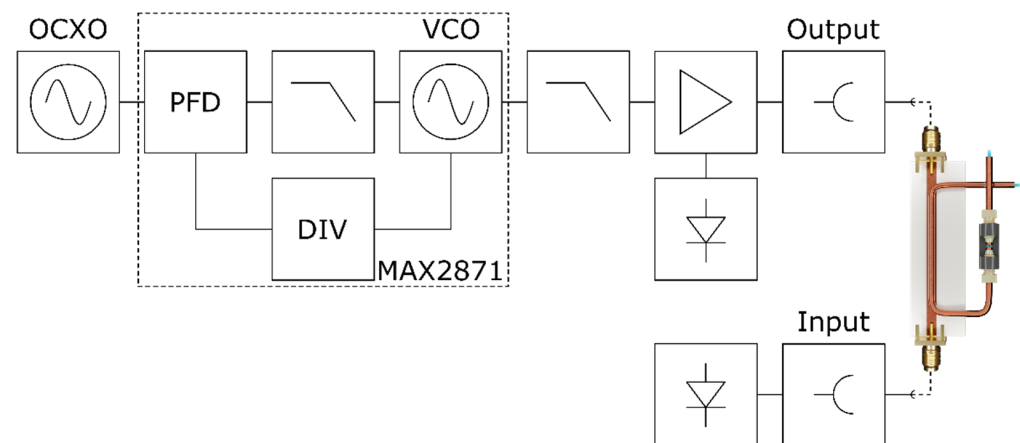 OCXO
VCO
Output
PFD
DIV
MAX2871
Input